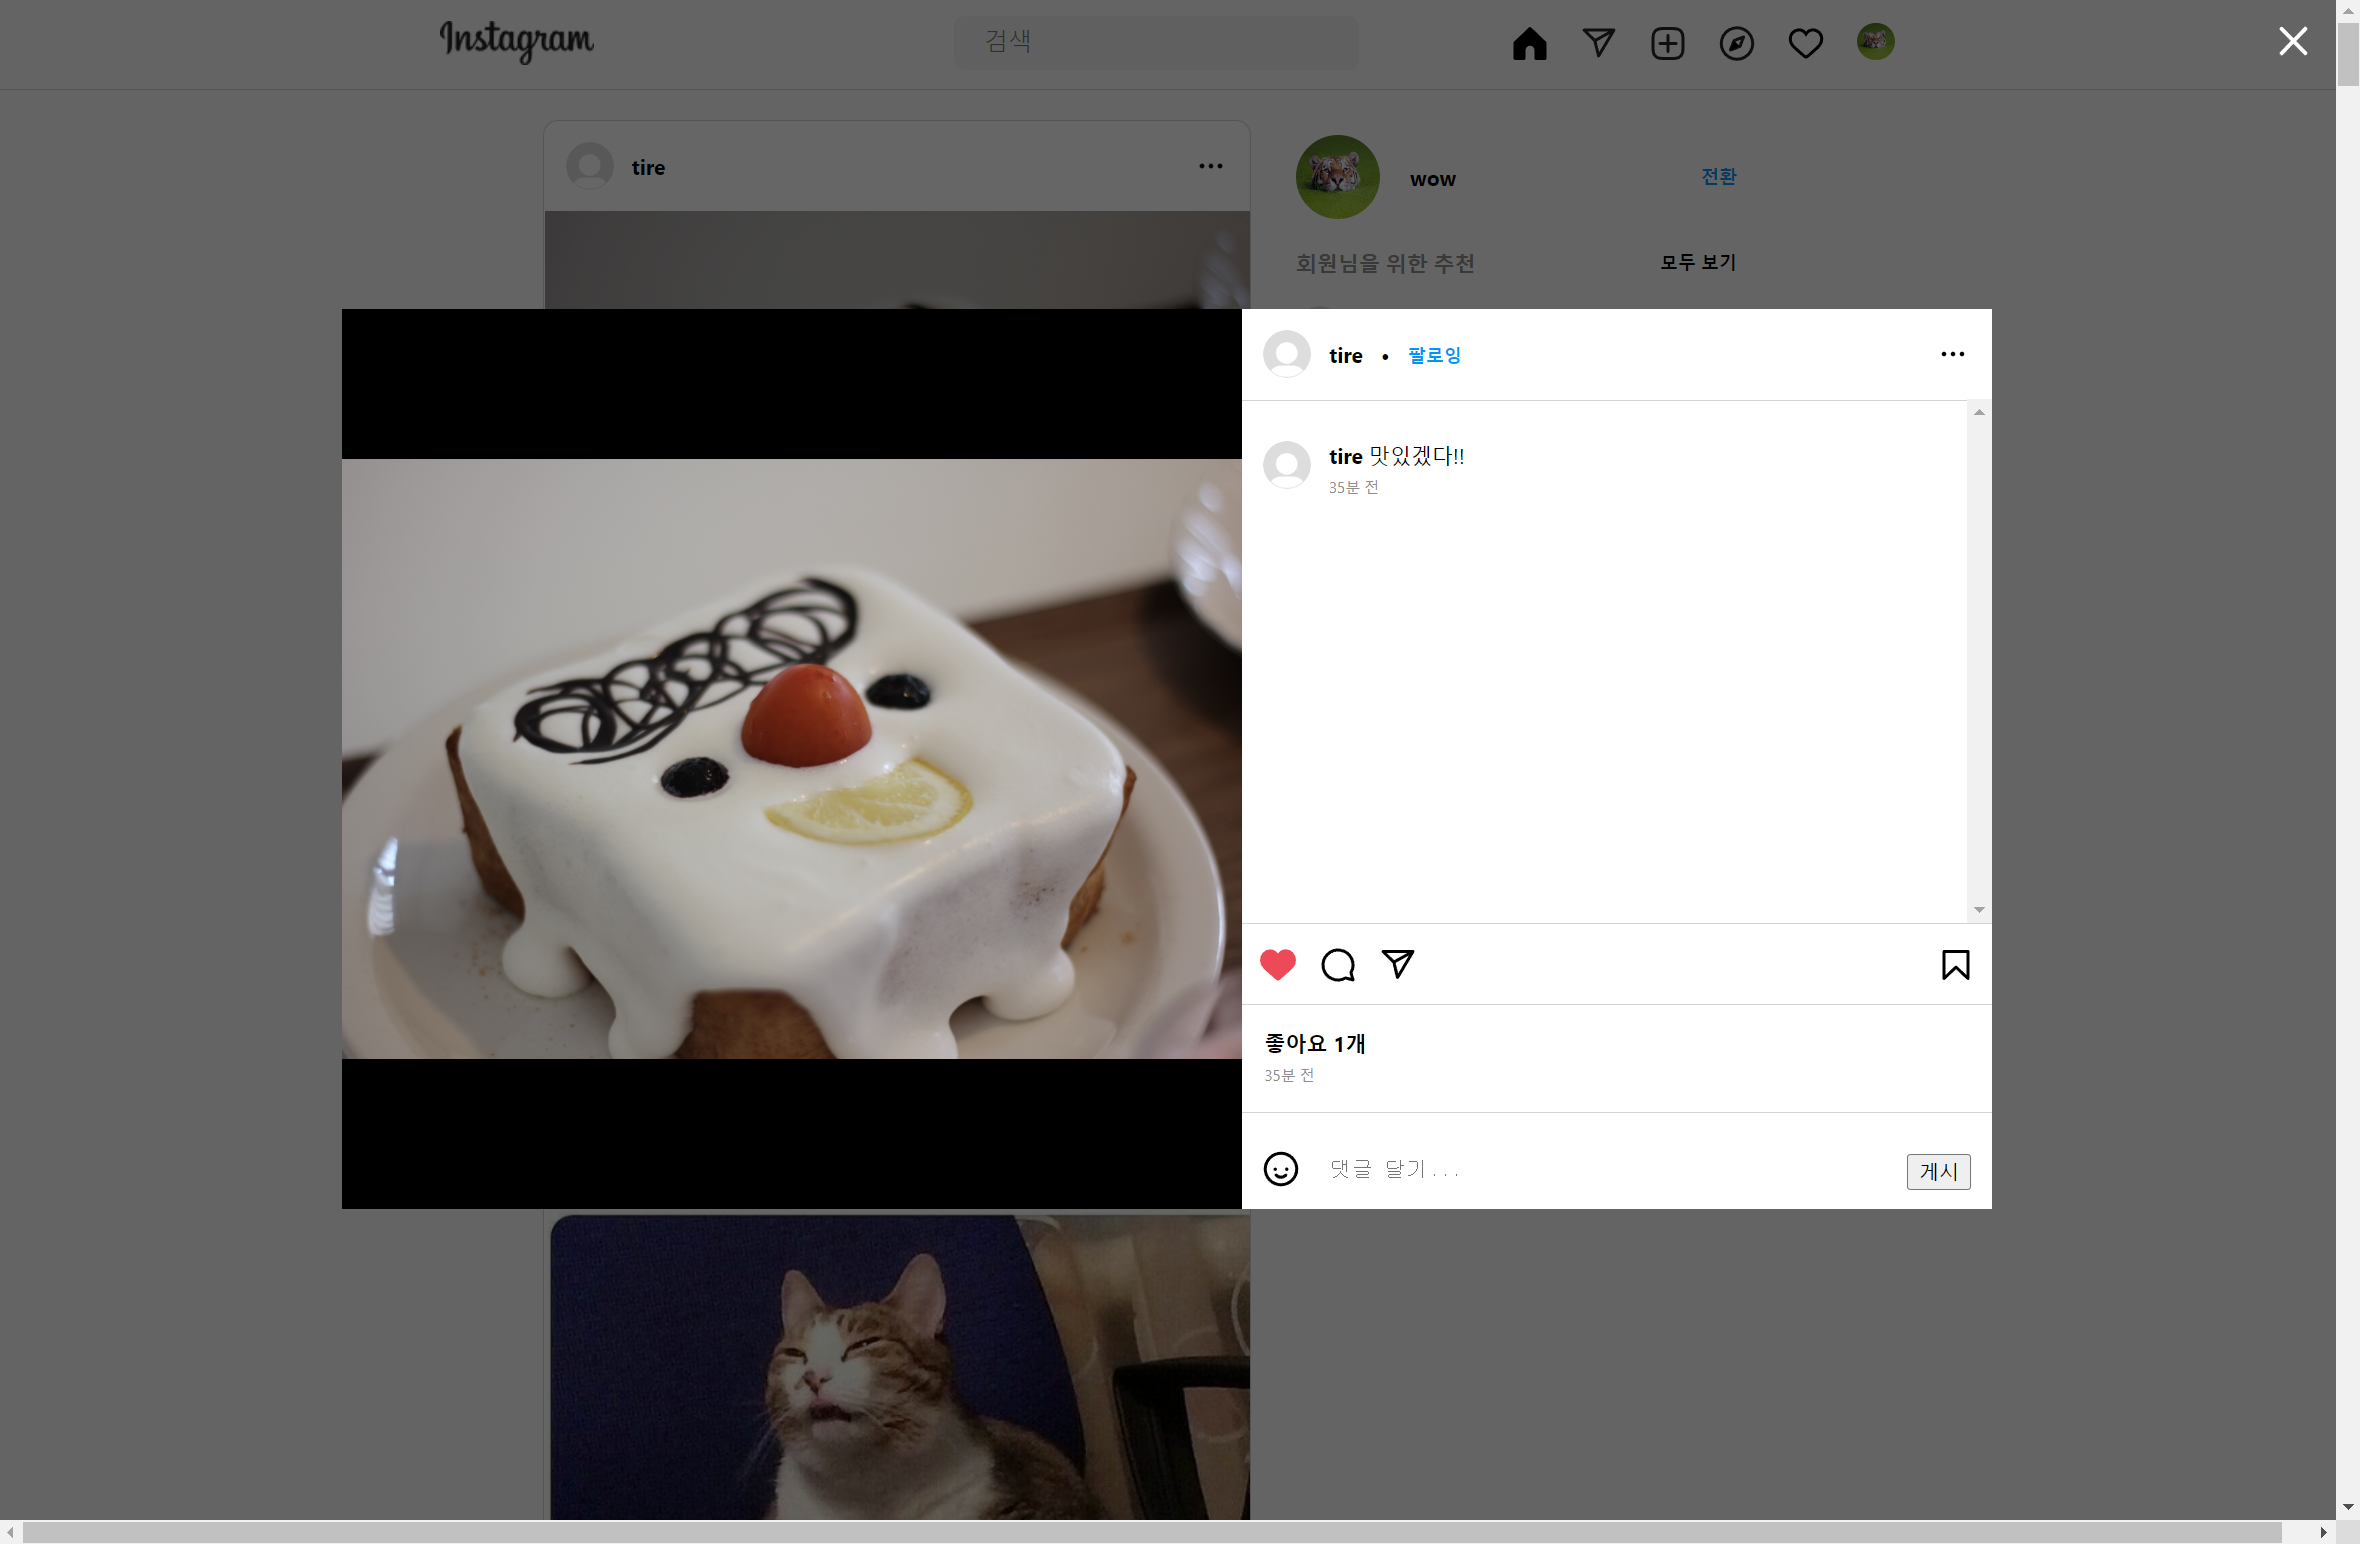 Instagram
검색
tire
wow
전환
회원님을 위한 추천
모두 보기
tire • 팔로잉
tire 맛있겠다!!
35분 전
좋아요 1개
35분 전
댓글 달기...
게시